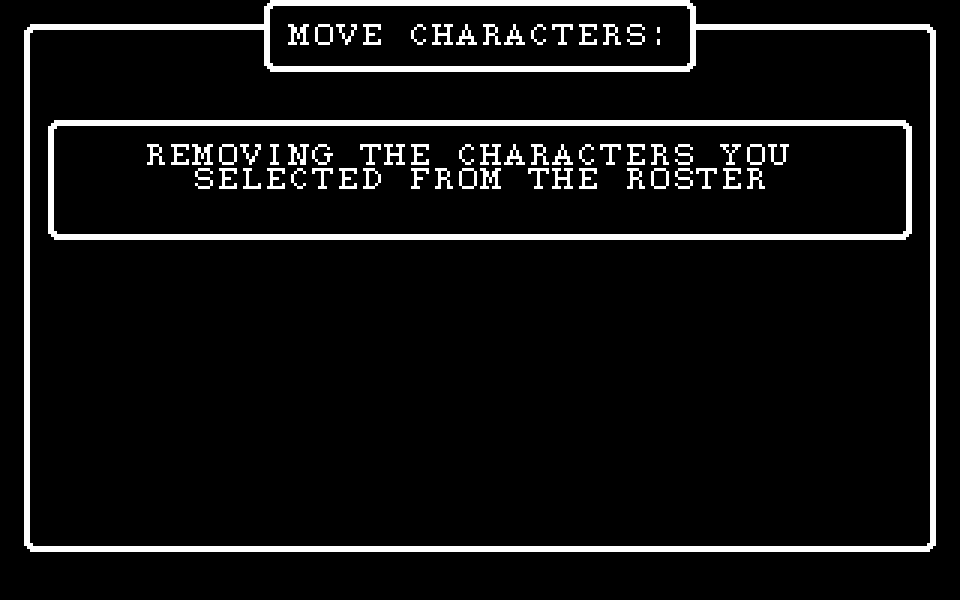 MOVE CHARACTERS:
REMOVING THE CHARACTERS YOU
SELECTED FROM THE ROSTER